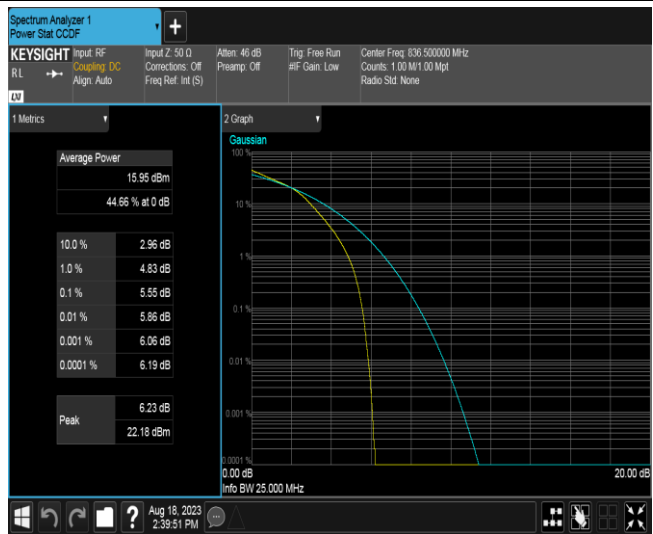 Spectrum Analyzer 1
Power Stat CCDF
+
KEYSIGHT
RL
LXI
Input: RF
Coupling: DC
Align: Auto
Input Z: 50 Ω
Corrections: Off
Freq Ref: Int (S)
Atten: 46 dB
Preamp: Off
Trig: Free Run
#IF Gain: Low
Center Freq: 836.500000 MHz
Counts: 1.00 M/1.00 Mpt
Radio Std: None
1 Metrics
Average Power
15.95 dBm
44.66 % at 0 dB
10.0 % 2.96 dB
1.0 % 4.83 dB
0.1 % 5.55 dB
0.01 % 5.86 dB
0.001 % 6.06 dB
0.0001 % 6.19 dB
Peak
6.23 dB
22.18 dBm
2 Graph
Gaussian
100 %
10 %
1 %
0.1 %
0.01 %
0.001 %
0.0001 %
0.00 dB 20.00 dB
Info BW 25.000 MHz
?
Aug 18, 2023
2:39:51 PM